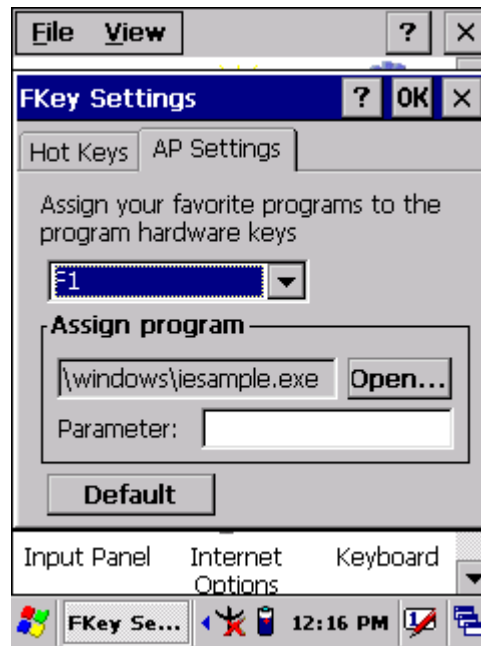 File View ? ×
FKey Settings ? OK ×
Hot Keys AP Settings
Assign your favorite programs to the
program hardware keys
F1
Assign program
\windows\iesample.exe Open...
Parameter:
Default
Input Panel Internet Keyboard
Options
FKey Se... 12:16 PM 1